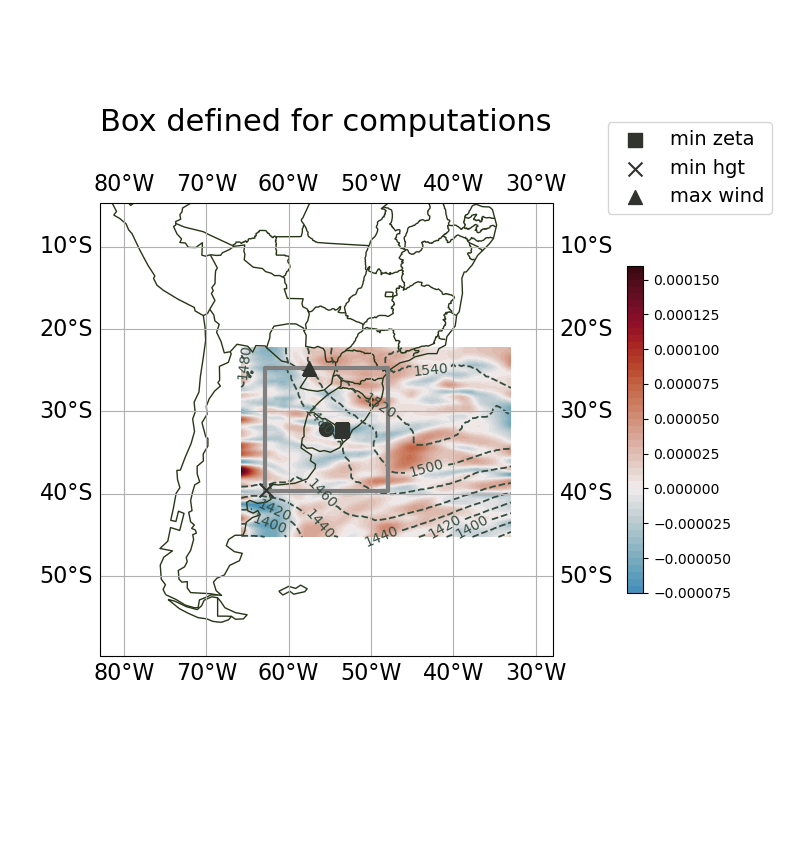 Box defined for computations
min zeta
min hgt
max wind
80°W 70°W 60°W 50°W 40°W 30°W
10°S 10°S
20°S 20°S
30°S 30°S
40°S 40°S
50°S 50°S
80°W 70°W 60°W 50°W 40°W 30°W
1480
1540
1520
1500
1460
1420
1400
1440
1440
1420
1400
0.000150
0.000125
0.000100
0.000075
0.000050
0.000025
0.000000
−0.000025
−0.000050
−0.000075